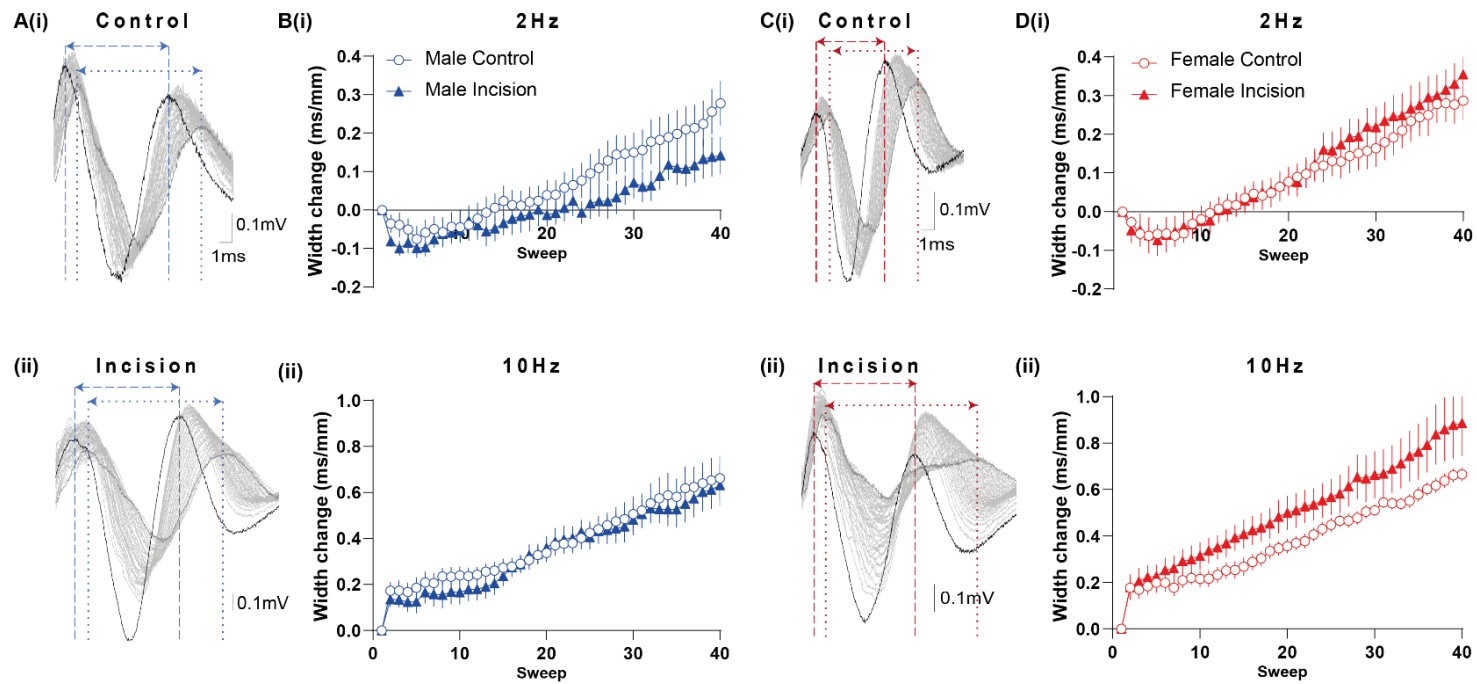 A(i)
Control
0.1mV
1ms
B(i)
2Hz
Male Control
Male Incision
Width change (ms/mm)
0.4
0.3
0.2
0.1
0.0
-0.1
-0.2
10
20
30
40
Sweep
C(i)
Control
0.1mV
1ms
D(i)
2Hz
Female Control
Female Incision
Width change (ms/mm)
0.4
0.3
0.2
0.1
0.0
-0.1
-0.2
10
20
30
40
Sweep
(ii)
Incision
0.1mV
(ii)
10Hz
Width change (ms/mm)
1.0
0.8
0.6
0.4
0.2
0.0
0
10
20
30
40
Sweep
(ii)
Incision
0.1mV
(ii)
10Hz
Width change (ms/mm)
1.0
0.8
0.6
0.4
0.2
0.0
0
10
20
30
40
Sweep